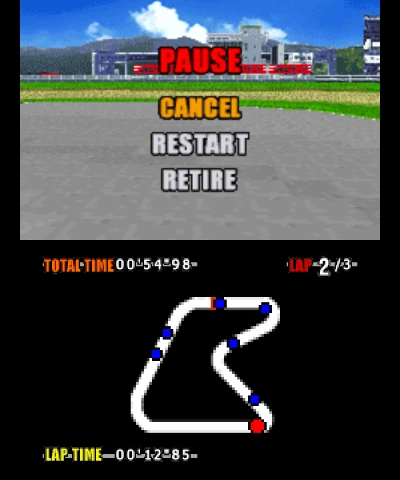 PAUSE
CANCEL
RESTART
RETIRE
TOTAL TIME 00'54"98 LAP 2/3
LAP TIME 00'12"85